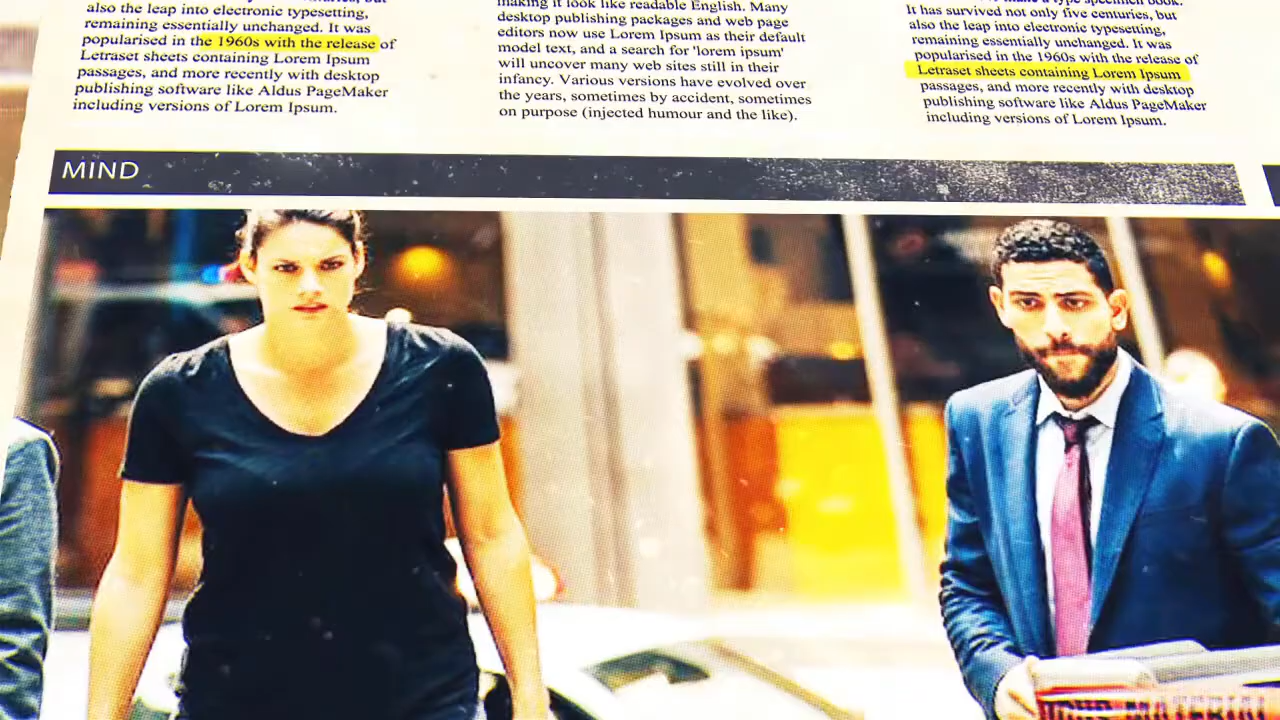 also the leap into electronic typesetting,
remaining essentially unchanged. It was
popularised in the 1960s with the release of
Letraset sheets containing Lorem Ipsum
passages, and more recently with desktop
publishing software like Aldus PageMaker
including versions of Lorem Ipsum.
making it look like readable English. Many
desktop publishing packages and web page
editors now use Lorem Ipsum as their default
model text, and a search for 'lorem ipsum'
will uncover many web sites still in their
infancy. Various versions have evolved over
the years, sometimes by accident, sometimes
on purpose (injected humour and the like).
type specimen book.
It has survived not only five centuries, but
also the leap into electronic typesetting,
remaining essentially unchanged. It was
popularised in the 1960s with the release of
Letraset sheets containing Lorem Ipsum
passages, and more recently with desktop
publishing software like Aldus PageMaker
including versions of Lorem Ipsum.
MIND